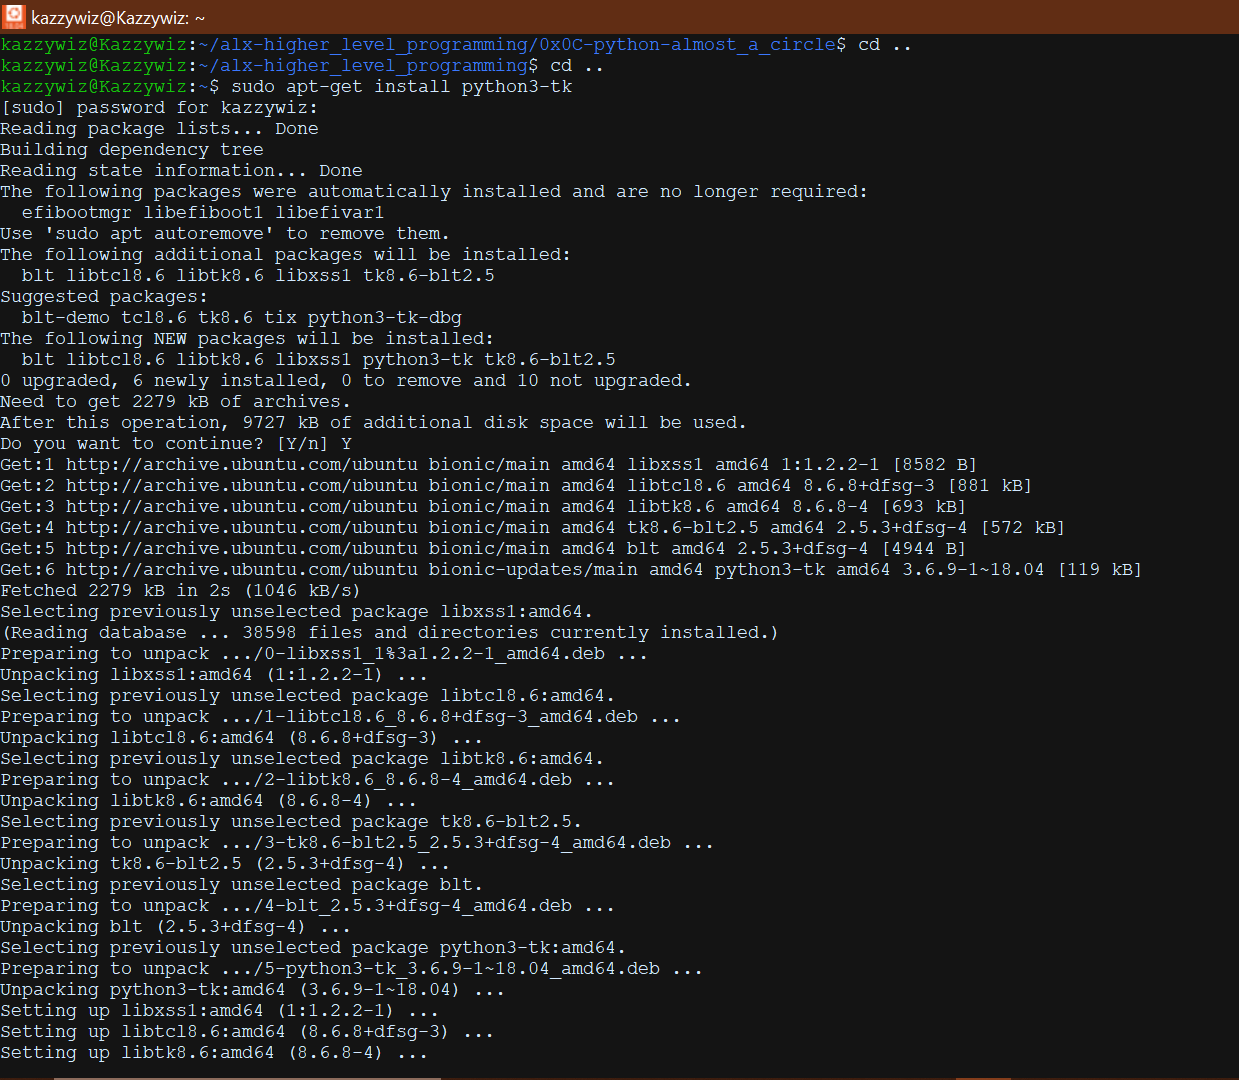 18.04
kazzywiz@Kazzywiz: ~
kazzywiz@Kazzywiz:~/alx-higher_level_programming/0x0C-python-almost_a_circle$ cd ..
kazzywiz@Kazzywiz:~/alx-higher_level_programming$ cd ..
kazzywiz@Kazzywiz:~$ sudo apt-get install python3-tk
[sudo] password for kazzywiz:
Reading package lists... Done
Building dependency tree
Reading state information... Done
The following packages were automatically installed and are no longer required:
  efibootmgr libefiboot1 libefivar1
Use 'sudo apt autoremove' to remove them.
The following additional packages will be installed:
  blt libtcl8.6 libtk8.6 libxss1 tk8.6-blt2.5
Suggested packages:
  blt-demo tcl8.6 tk8.6 tix python3-tk-dbg
The following NEW packages will be installed:
  blt libtcl8.6 libtk8.6 libxss1 python3-tk tk8.6-blt2.5
0 upgraded, 6 newly installed, 0 to remove and 10 not upgraded.
Need to get 2279 kB of archives.
After this operation, 9727 kB of additional disk space will be used.
Do you want to continue? [Y/n] Y
Get:1 http://archive.ubuntu.com/ubuntu bionic/main amd64 libxss1 amd64 1:1.2.2-1 [8582 B]
Get:2 http://archive.ubuntu.com/ubuntu bionic/main amd64 libtcl8.6 amd64 8.6.8+dfsg-3 [881 kB]
Get:3 http://archive.ubuntu.com/ubuntu bionic/main amd64 libtk8.6 amd64 8.6.8-4 [693 kB]
Get:4 http://archive.ubuntu.com/ubuntu bionic/main amd64 tk8.6-blt2.5 amd64 2.5.3+dfsg-4 [572 kB]
Get:5 http://archive.ubuntu.com/ubuntu bionic/main amd64 blt amd64 2.5.3+dfsg-4 [4944 B]
Get:6 http://archive.ubuntu.com/ubuntu bionic-updates/main amd64 python3-tk amd64 3.6.9-1~18.04 [119 kB]
Fetched 2279 kB in 2s (1046 kB/s)
Selecting previously unselected package libxss1:amd64.
(Reading database ... 38598 files and directories currently installed.)
Preparing to unpack .../0-libxss1_1%3a1.2.2-1_amd64.deb ...
Unpacking libxss1:amd64 (1:1.2.2-1) ...
Selecting previously unselected package libtcl8.6:amd64.
Preparing to unpack .../1-libtcl8.6_8.6.8+dfsg-3_amd64.deb ...
Unpacking libtcl8.6:amd64 (8.6.8+dfsg-3) ...
Selecting previously unselected package libtk8.6:amd64.
Preparing to unpack .../2-libtk8.6_8.6.8-4_amd64.deb ...
Unpacking libtk8.6:amd64 (8.6.8-4) ...
Selecting previously unselected package tk8.6-blt2.5.
Preparing to unpack .../3-tk8.6-blt2.5_2.5.3+dfsg-4_amd64.deb ...
Unpacking tk8.6-blt2.5 (2.5.3+dfsg-4) ...
Selecting previously unselected package blt.
Preparing to unpack .../4-blt_2.5.3+dfsg-4_amd64.deb ...
Unpacking blt (2.5.3+dfsg-4) ...
Selecting previously unselected package python3-tk:amd64.
Preparing to unpack .../5-python3-tk_3.6.9-1~18.04_amd64.deb ...
Unpacking python3-tk:amd64 (3.6.9-1~18.04) ...
Setting up libxss1:amd64 (1:1.2.2-1) ...
Setting up libtcl8.6:amd64 (8.6.8+dfsg-3) ...
Setting up libtk8.6:amd64 (8.6.8-4) ...